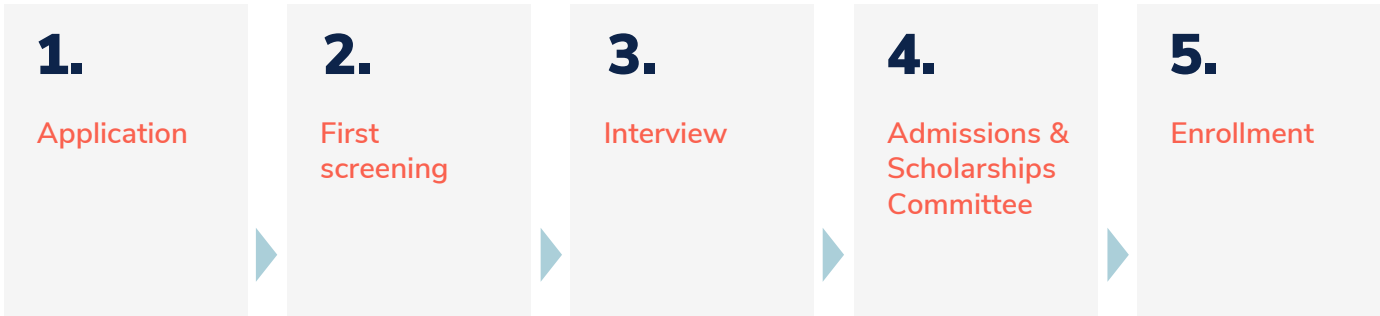 1.
Application
2.
First
screening
3.
Interview
4.
Admissions &
Scholarships
Committee
5.
Enrollment